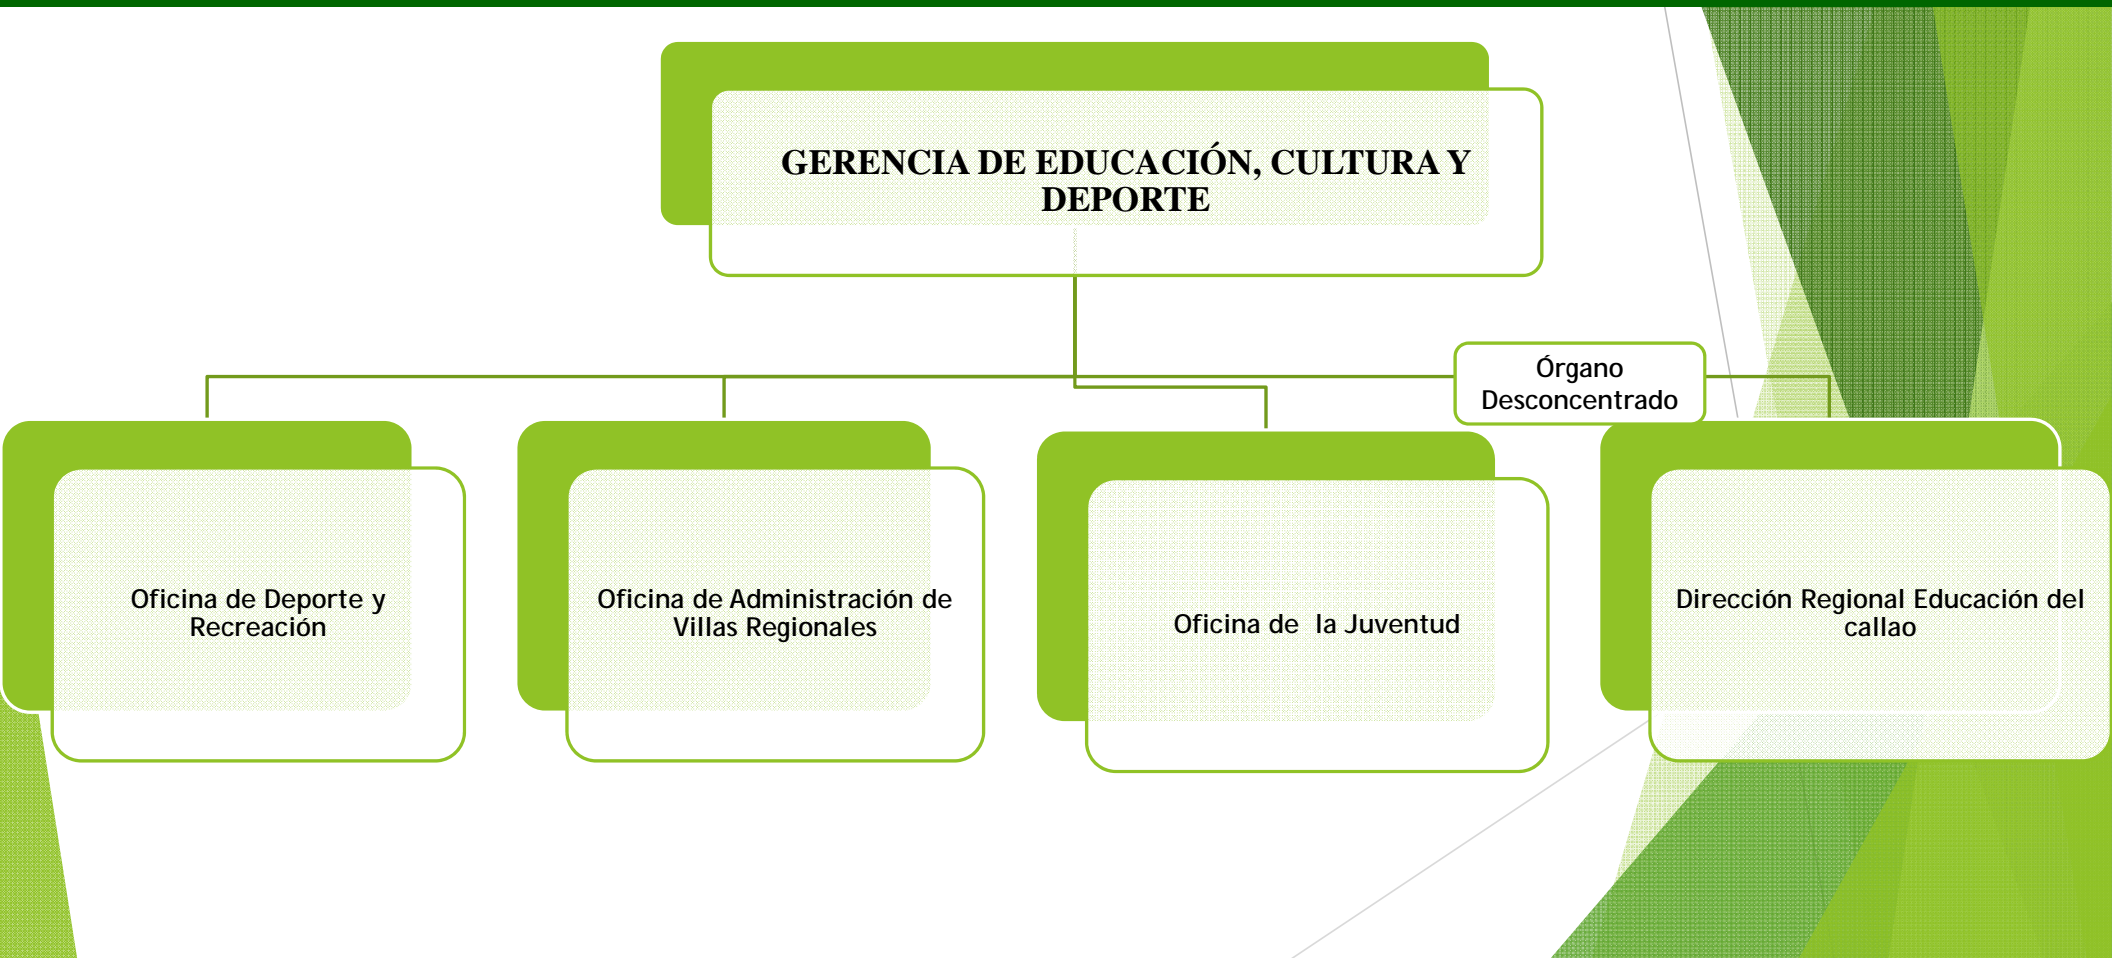 GERENCIA DE EDUCACIÓN, CULTURA Y
DEPORTE
Órgano
Desconcentrado
Oficina de Deporte y
Recreación
Oficina de Administración de
Villas Regionales
Oficina de  la Juventud
Dirección Regional Educación del
callao